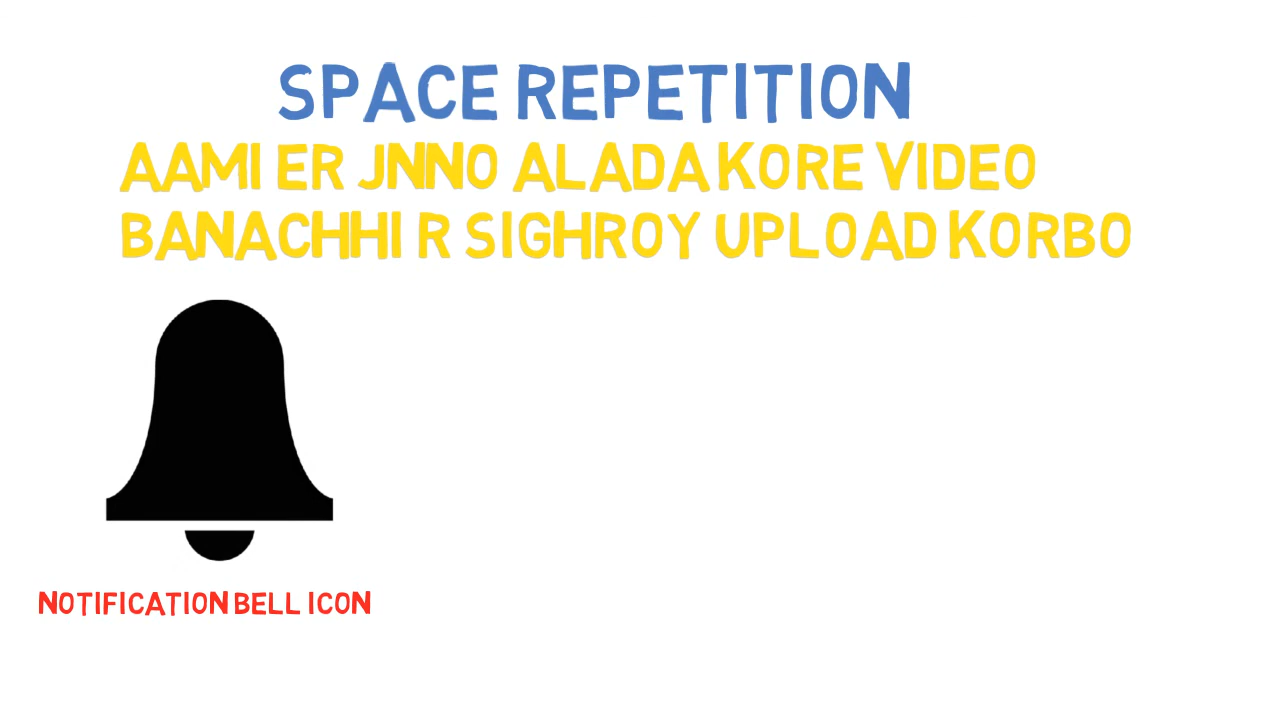 SPACE REPETITION
AAMI ER JNNO ALADA KORE VIDEO
BANACHHI R SIGHROY UPLOAD KORBO
NOTIFICATION BELL ICON